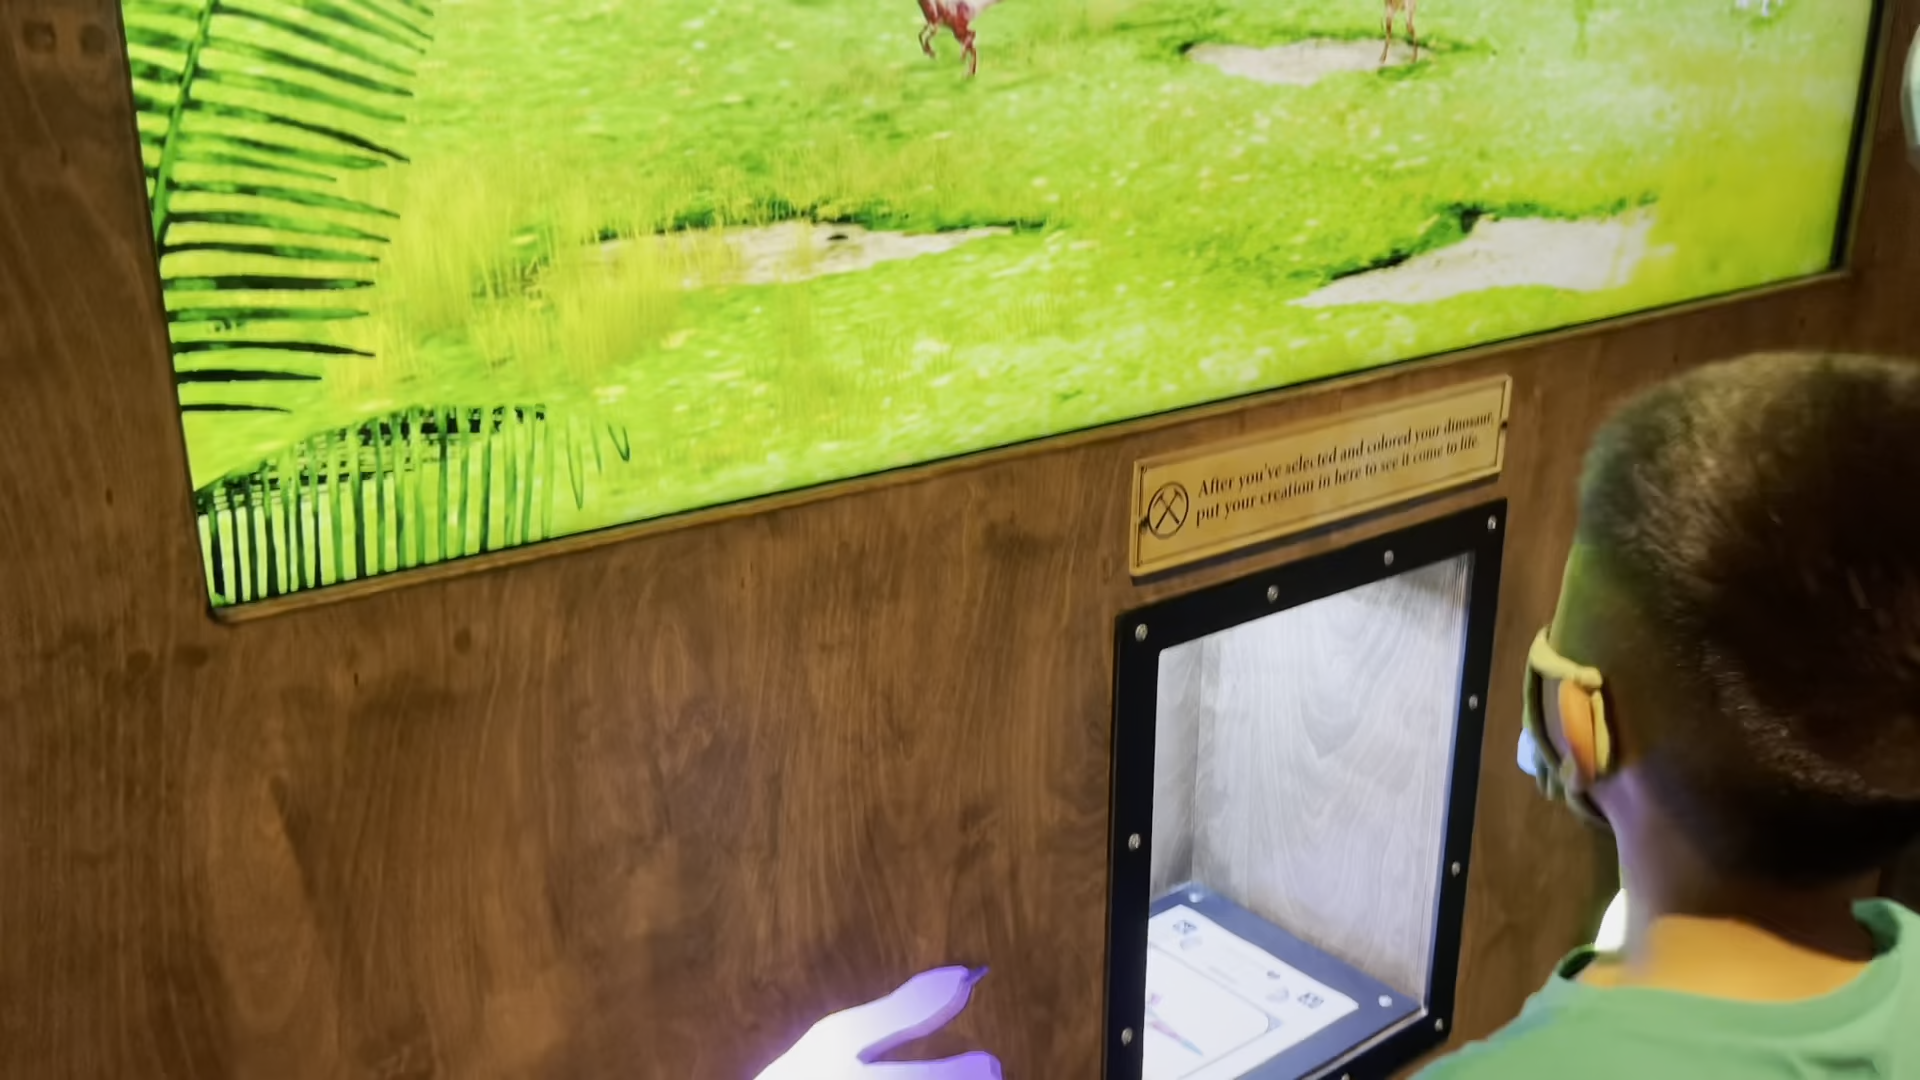 After you've selected and colored your dinosaur,
put your creation in here to see it come to life.